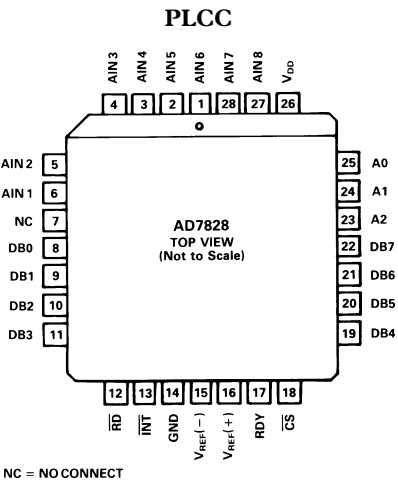 PLCC
AIN 3
AIN 4
AIN 5
AIN 6
AIN 7
AIN 8
VDD
4
3
2
1
28
27
26
AIN 2 5
AIN 1 6
NC 7
DB0 8
DB1 9
DB2 10
DB3 11
AD7828
TOP VIEW
(Not to Scale)
25 A0
24 A1
23 A2
22 DB7
21 DB6
20 DB5
19 DB4
12
13
14
15
16
17
18
R̅D̅
I̅N̅T̅
GND
VREF(−)
VREF(+)
RDY
C̅S̅
NC = NO CONNECT